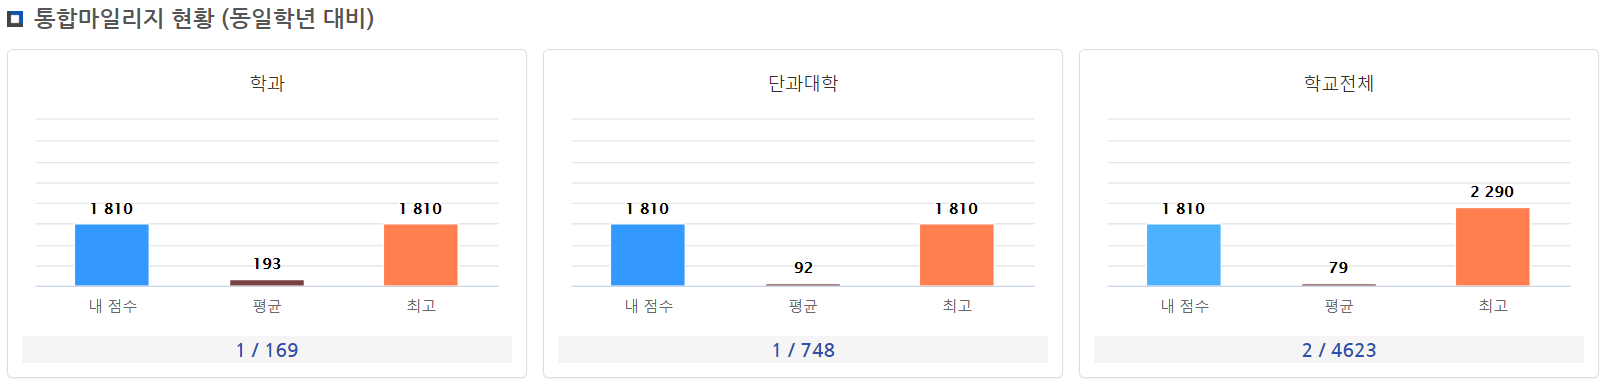 통합마일리지 현황 (동일학년 대비)
학과
1 810
193
1 810
내 점수
평균
최고
1 / 169
단과대학
1 810
92
1 810
내 점수
평균
최고
1 / 748
학교전체
1 810
79
2 290
내 점수
평균
최고
2 / 4623